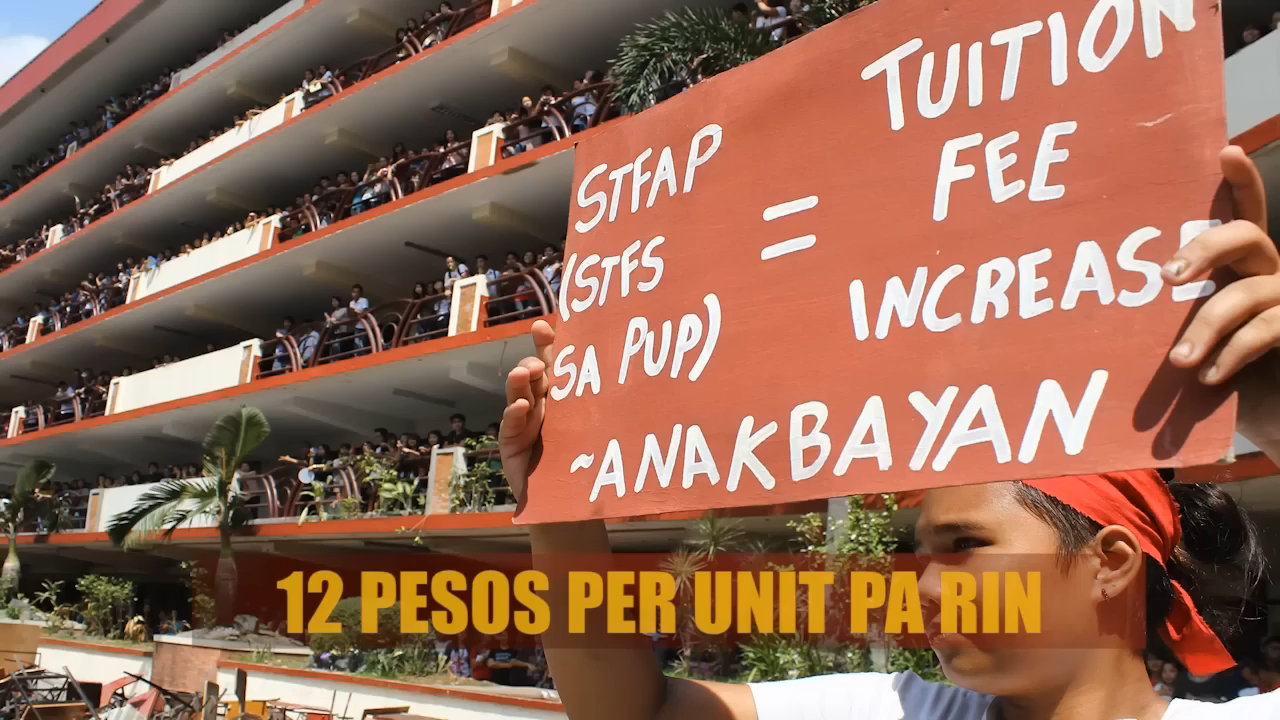 STFAP
(STFS
SA PUP)
=
TUITION
FEE
INCREASE
~ANAKBAYAN
12 PESOS PER UNIT PA RIN